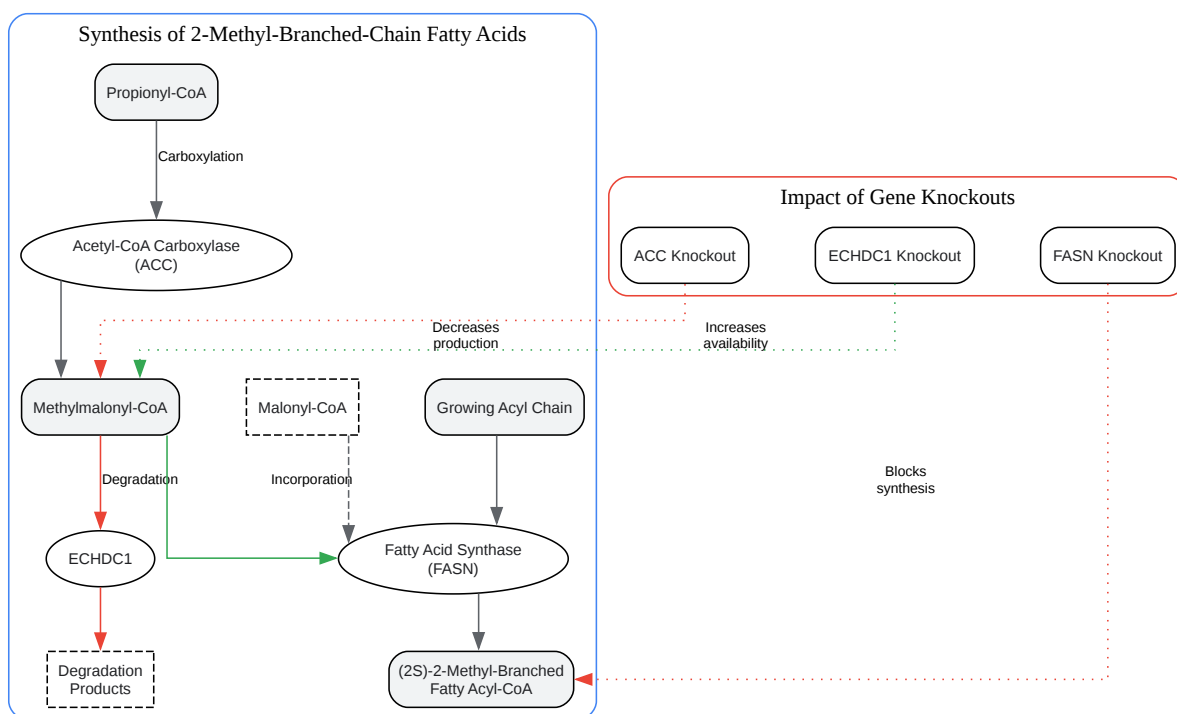 Synthesis of 2-Methyl-Branched-Chain Fatty Acids
Propionyl-CoA
Carboxylation
Acetyl-CoA Carboxylase
(ACC)
Impact of Gene Knockouts
ACC Knockout
ECHDC1 Knockout
FASN Knockout
Decreases
production
Increases
availability
Methylmalonyl-CoA
Malonyl-CoA
Growing Acyl Chain
Degradation
Incorporation
Blocks
synthesis
ECHDC1
Fatty Acid Synthase
(FASN)
Degradation
Products
(2S)-2-Methyl-Branched
Fatty Acyl-CoA